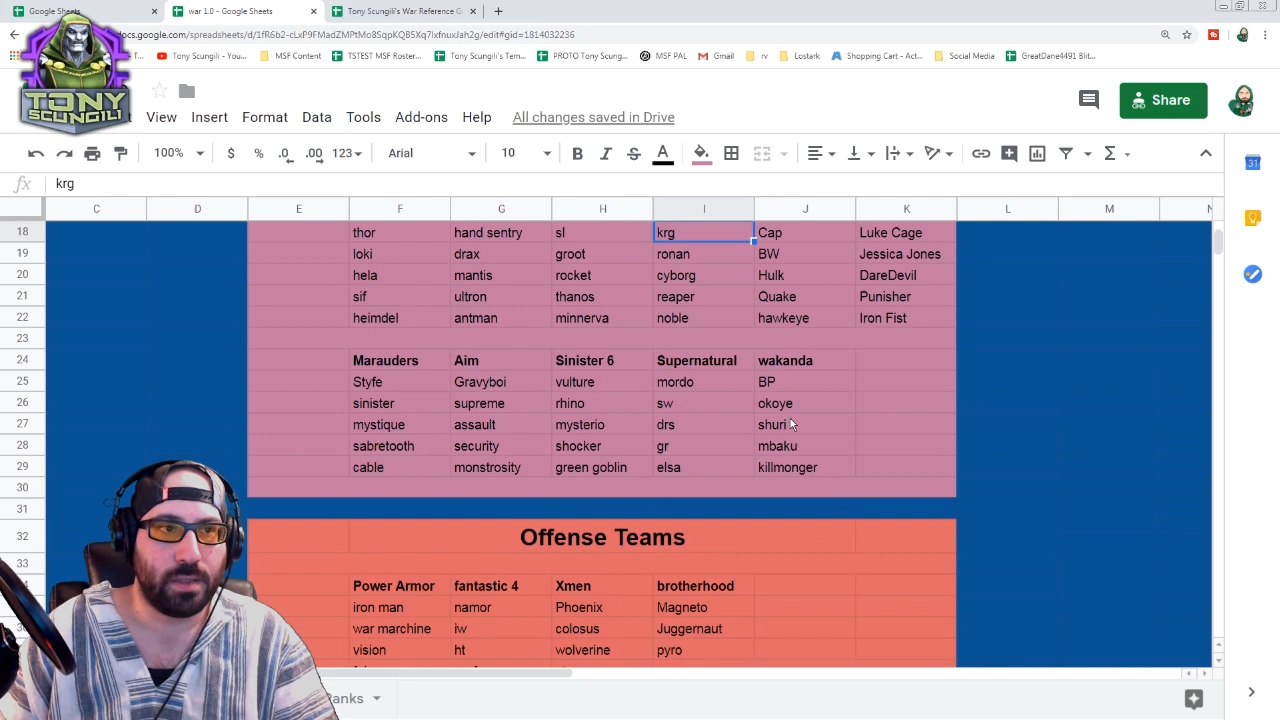 Google Sheets
war 1.0 - Google Sheets
Tony Scungili's War Reference G
docs.google.com/spreadsheets/d/1fR6b2-cLxP9FMadZMPtMo8SqpKQB5Xq7lxfnuxJah2g/edit#gid=1814032236
Tony Scungili - You...
MSF Content
TSTEST MSF Roster...
Tony Scungili's Tem...
PROTO Tony Scung...
MSF PAL
Gmail
rv
Lostark
Shopping Cart - Act...
Social Media
GreatDane4491 Blit...
TONY
SCUNGILI
View Insert Format Data Tools Add-ons Help All changes saved in Drive
Share
100% $ % .0 .00 123 Arial 10
fx krg
C D E F G H I J K L M N
18 thor hand sentry sl krg Cap Luke Cage
19 loki drax groot ronan BW Jessica Jones
20 hela mantis rocket cyborg Hulk DareDevil
21 sif ultron thanos reaper Quake Punisher
22 heimdel antman minnerva noble hawkeye Iron Fist
23
24 Marauders Aim Sinister 6 Supernatural wakanda
25 Styfe Gravyboi vulture mordo BP
26 sinister supreme rhino sw okoye
27 mystique assault mysterio drs shuri
28 sabretooth security shocker gr mbaku
29 cable monstrosity green goblin elsa killmonger
30
31
32 Offense Teams
33
Power Armor fantastic 4 Xmen brotherhood
iron man namor Phoenix Magneto
war marchine iw colosus Juggernaut
vision ht wolverine pyro
Ranks
31